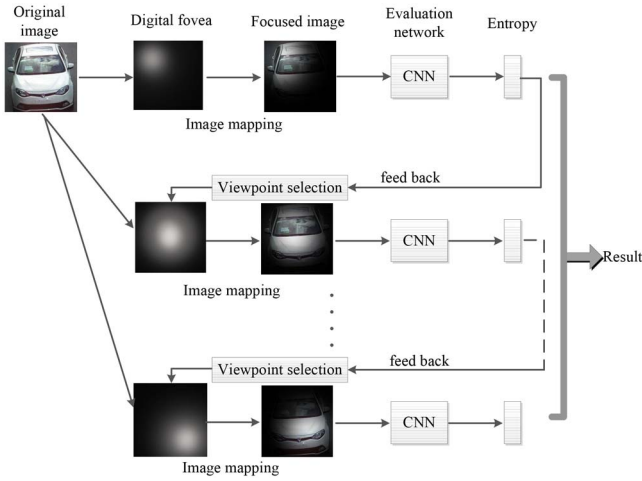 Original
image
Digital fovea
Focused image
Evaluation
network
Entropy
CNN
Image mapping
Viewpoint selection
feed back
CNN
Image mapping
Result
Viewpoint selection
feed back
CNN
Image mapping